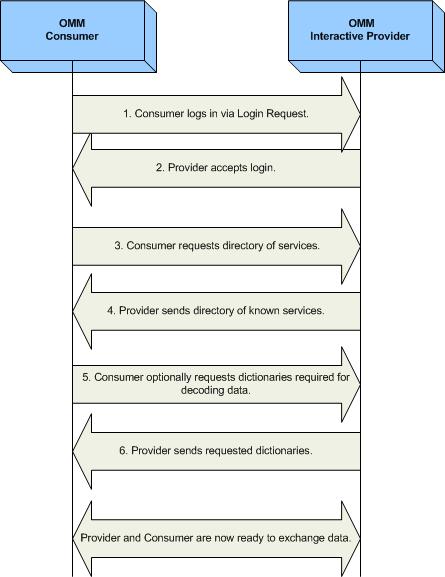 OMM
Consumer
OMM
Interactive Provider
1. Consumer logs in via Login Request.
2. Provider accepts login.
3. Consumer requests directory of services.
4. Provider sends directory of known services.
5. Consumer optionally requests dictionaries required for
decoding data.
6. Provider sends requested dictionaries.
Provider and Consumer are now ready to exchange data.